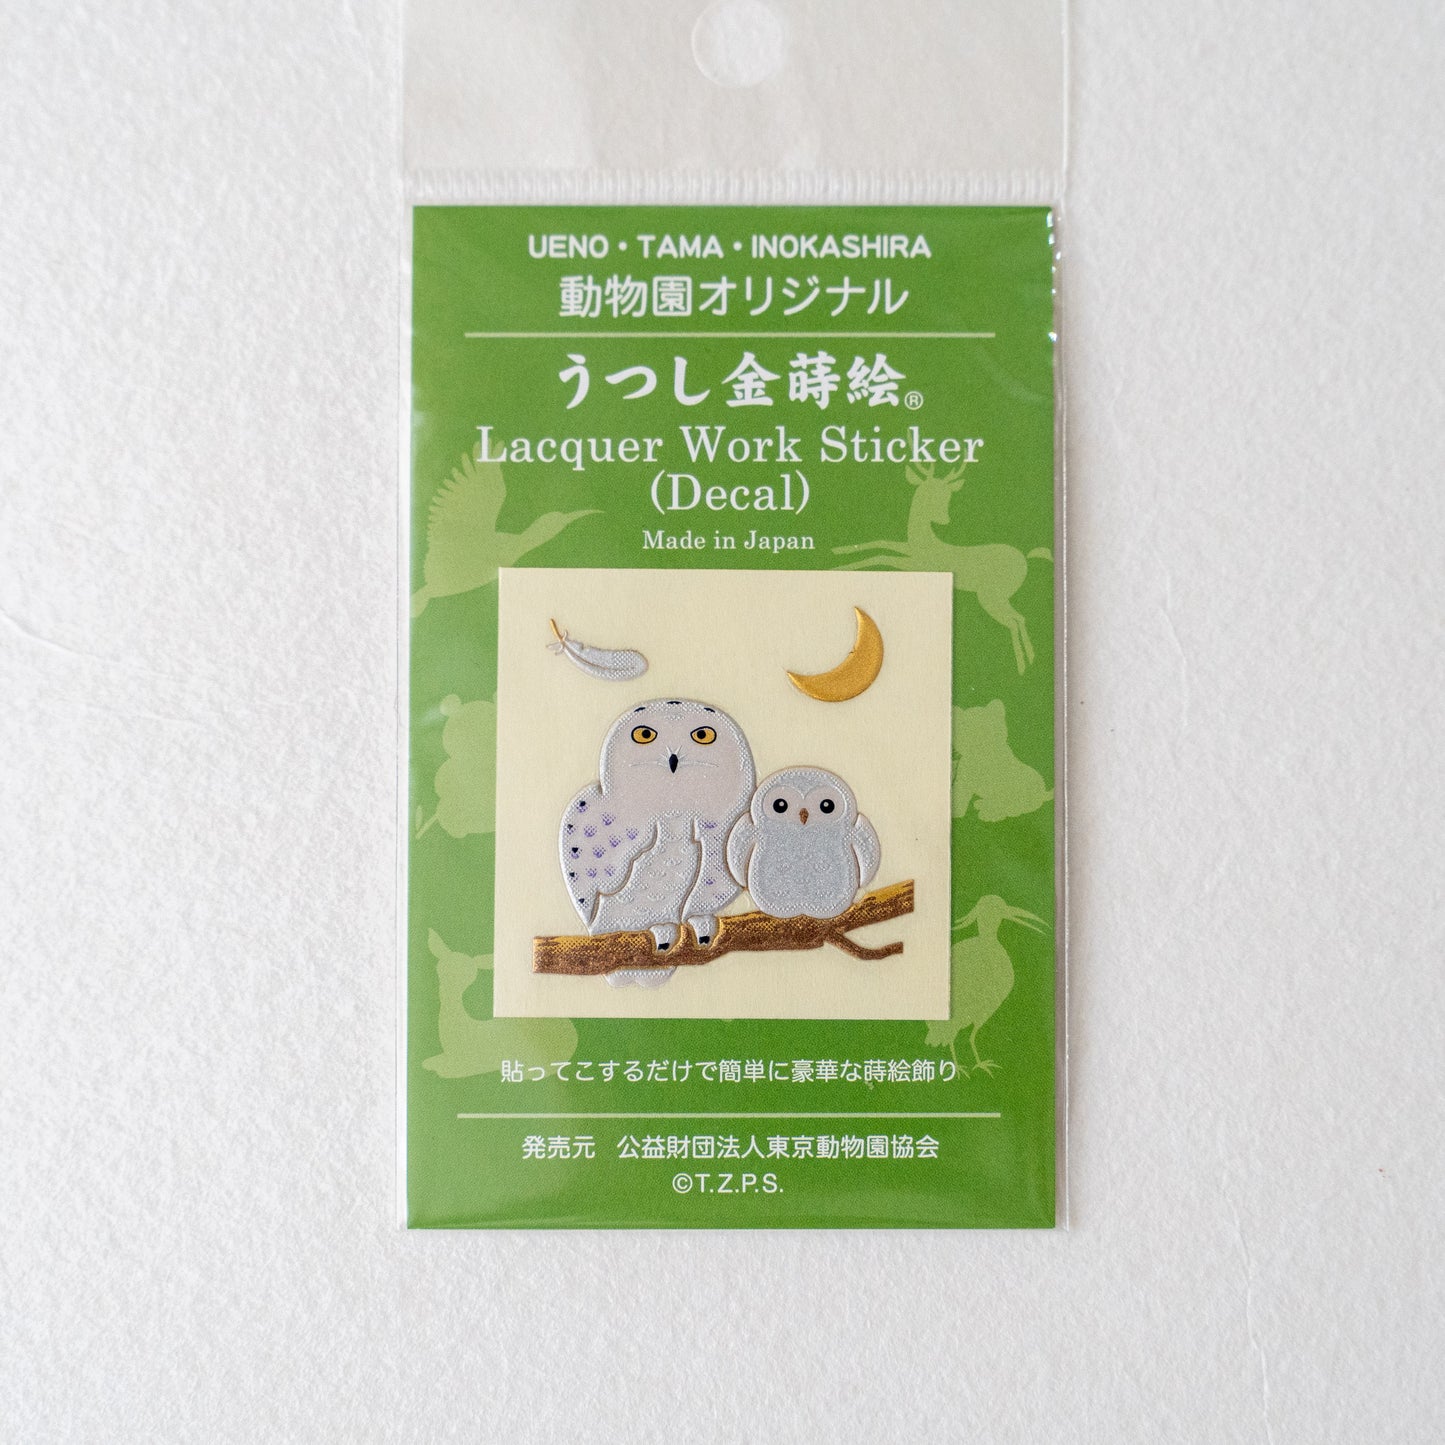 UENO・TAMA・INOKASHIRA
動物園オリジナル
うつし金蒔絵®
Lacquer Work Sticker
(Decal)
Made in Japan
貼ってこするだけで簡単に豪華な蒔絵飾り
発売元　公益財団法人東京動物園協会
©T.Z.P.S.